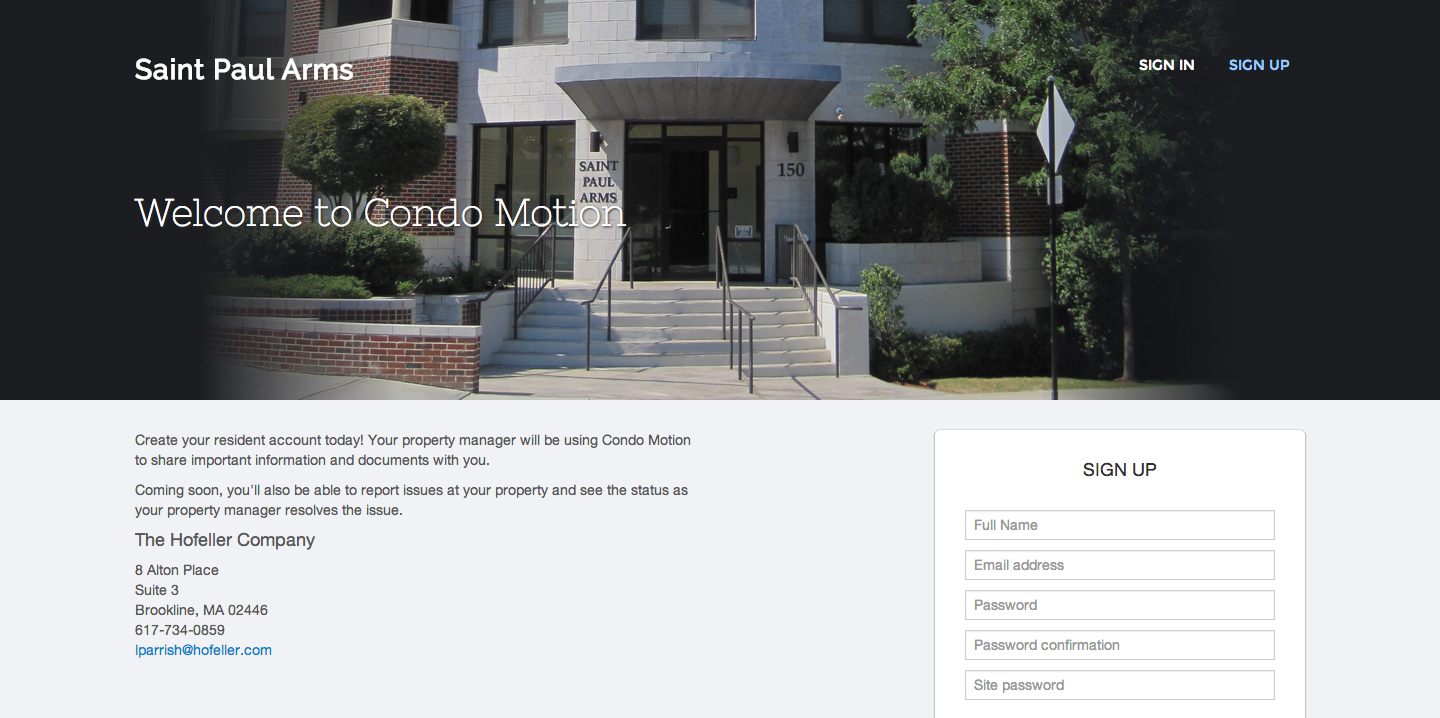 Saint Paul Arms
SIGN IN
SIGN UP
SAINT
PAUL
ARMS
150
Welcome to Condo Motion
Create your resident account today! Your property manager will be using Condo Motion
to share important information and documents with you.
Coming soon, you'll also be able to report issues at your property and see the status as
your property manager resolves the issue.
The Hofeller Company
8 Alton Place
Suite 3
Brookline, MA 02446
617-734-0859
lparrish@hofeller.com
SIGN UP
Full Name
Email address
Password
Password confirmation
Site password